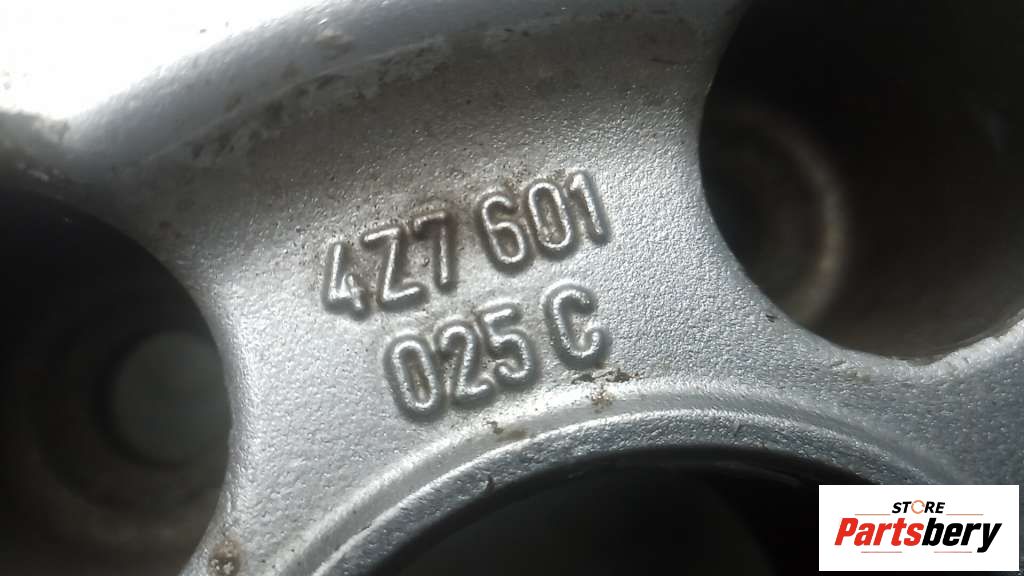 4Z7 601
025 C
STORE
Partsbery